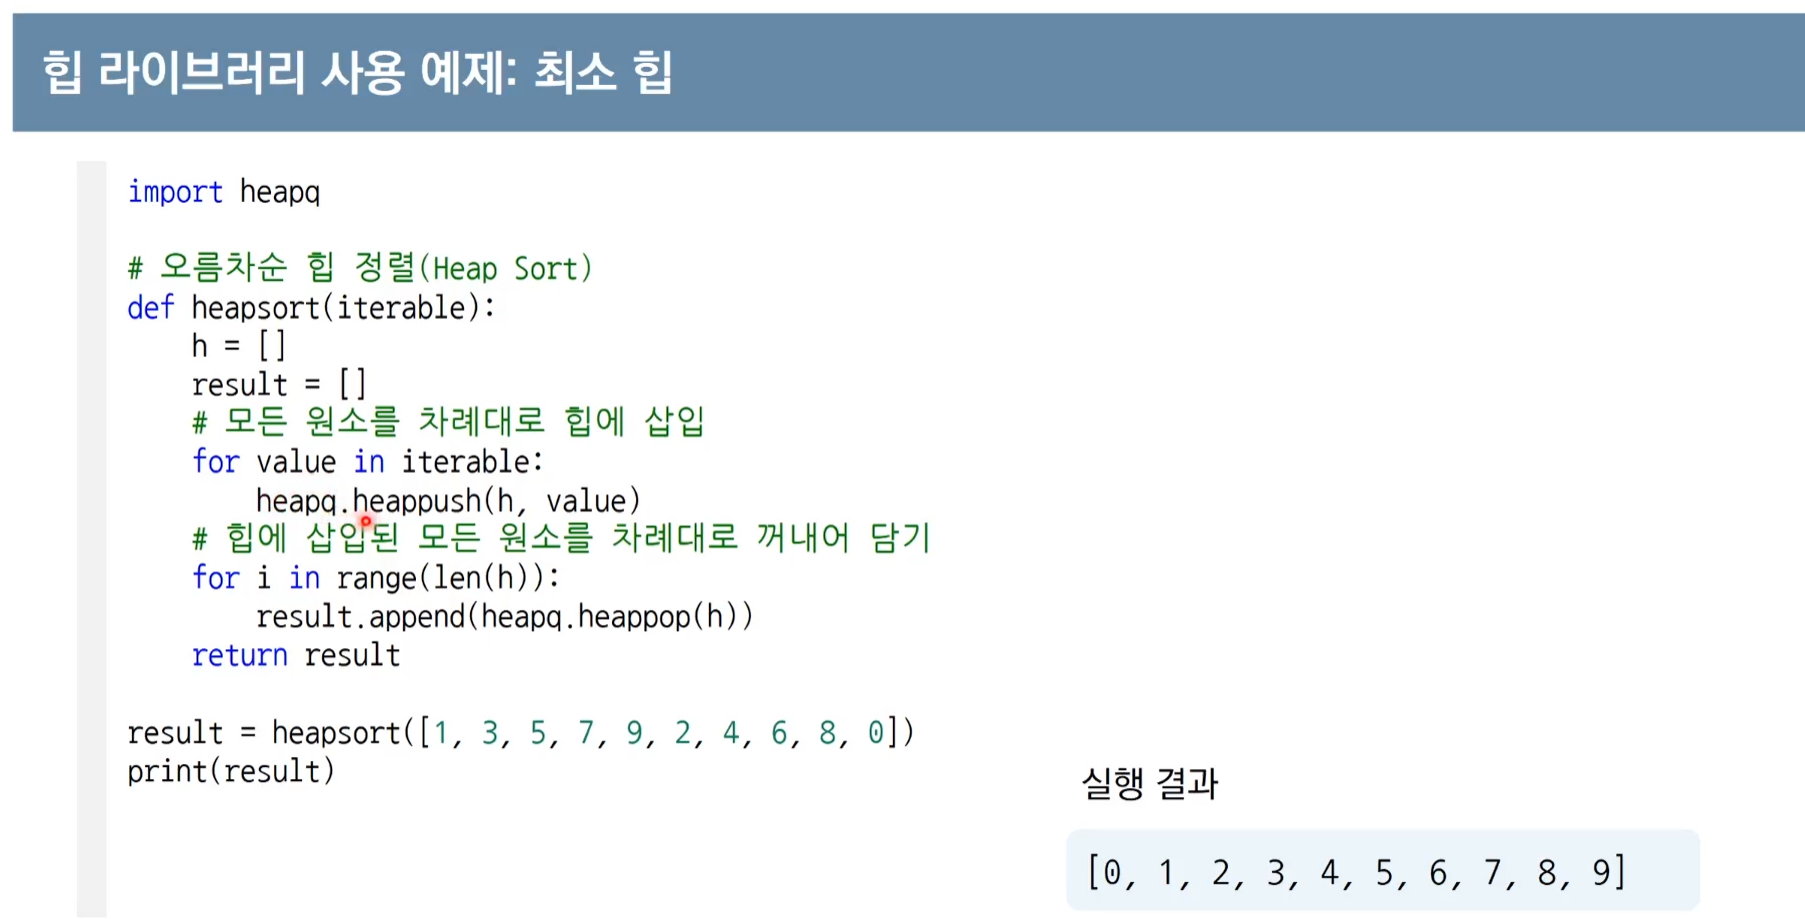 힙 라이브러리 사용 예제: 최소 힙
import heapq
# 오름차순 힙 정렬(Heap Sort)
def heapsort(iterable):
    h = []
    result = []
    # 모든 원소를 차례대로 힙에 삽입
    for value in iterable:
        heapq.heappush(h, value)
    # 힙에 삽입된 모든 원소를 차례대로 꺼내어 담기
    for i in range(len(h)):
        result.append(heapq.heappop(h))
    return result
result = heapsort([1, 3, 5, 7, 9, 2, 4, 6, 8, 0])
print(result)
실행 결과
[0, 1, 2, 3, 4, 5, 6, 7, 8, 9]